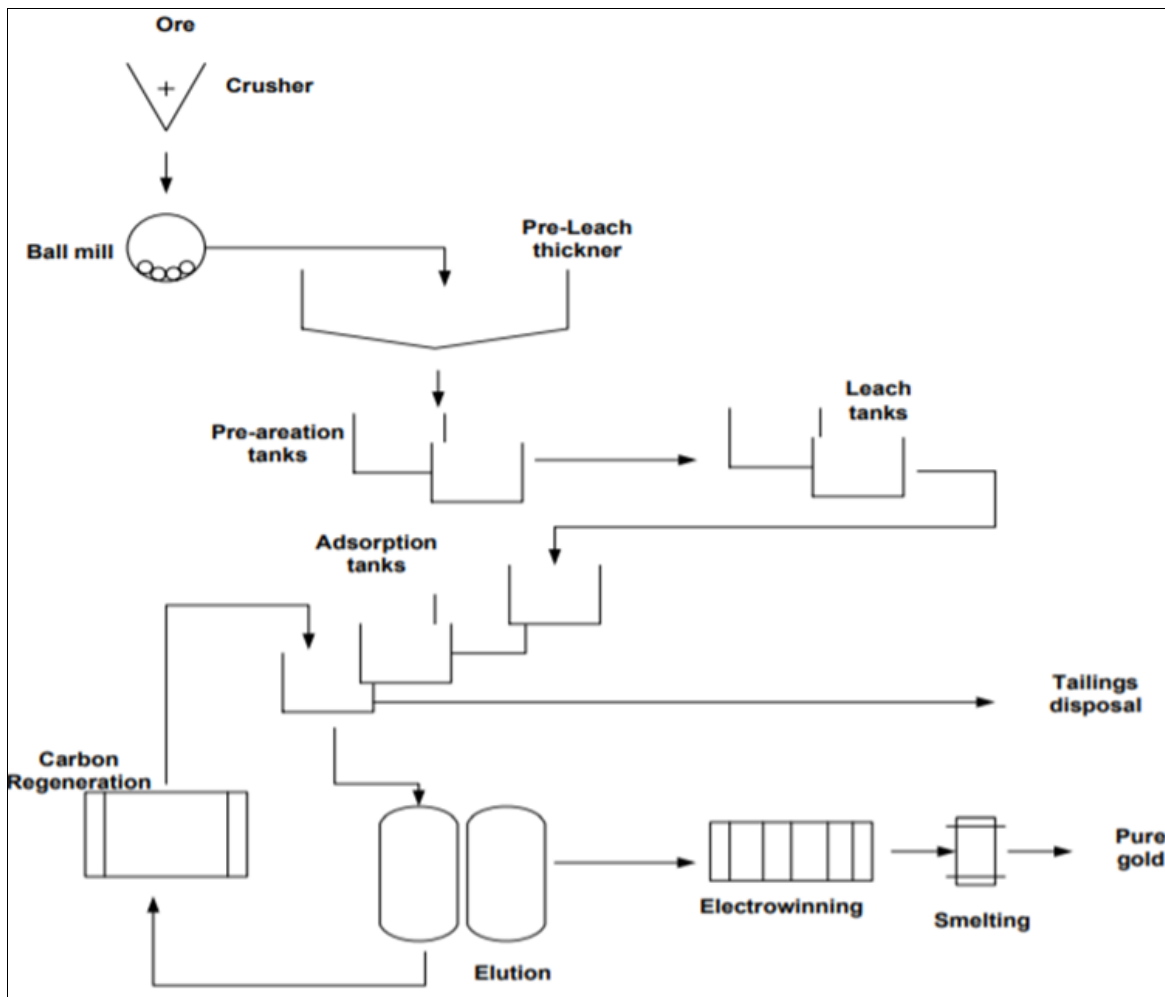 Ore
Crusher
Ball mill
Pre-Leach
thickner
Leach
tanks
Pre-areation
tanks
Adsorption
tanks
Tailings
disposal
Carbon
Regeneration
Pure
gold
Electrowinning
Smelting
Elution